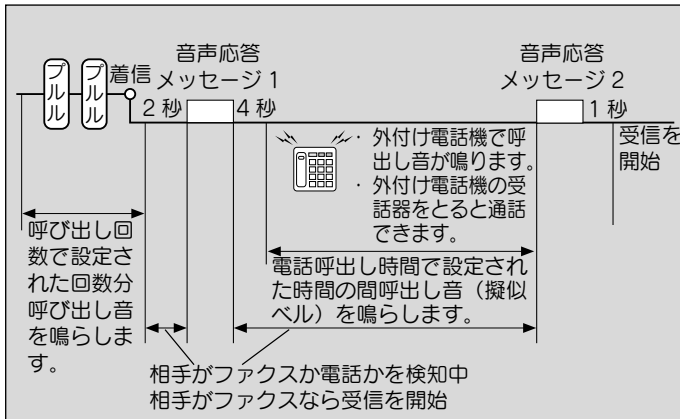 プルル
プルル
着信
2 秒
音声応答
メッセージ 1
4 秒
音声応答
メッセージ 2
1 秒
受信を
開始
・ 外付け電話機で呼
出し音が鳴ります。
・ 外付け電話機の受
話器をとると通話
できます。
呼び出し回
数で設定さ
れた回数分
呼び出し音
を鳴らしま
す。
電話呼出し時間で設定され
た時間の間呼出し音（擬似
ベル）を鳴らします。
相手がファクスか電話かを検知中
相手がファクスなら受信を開始